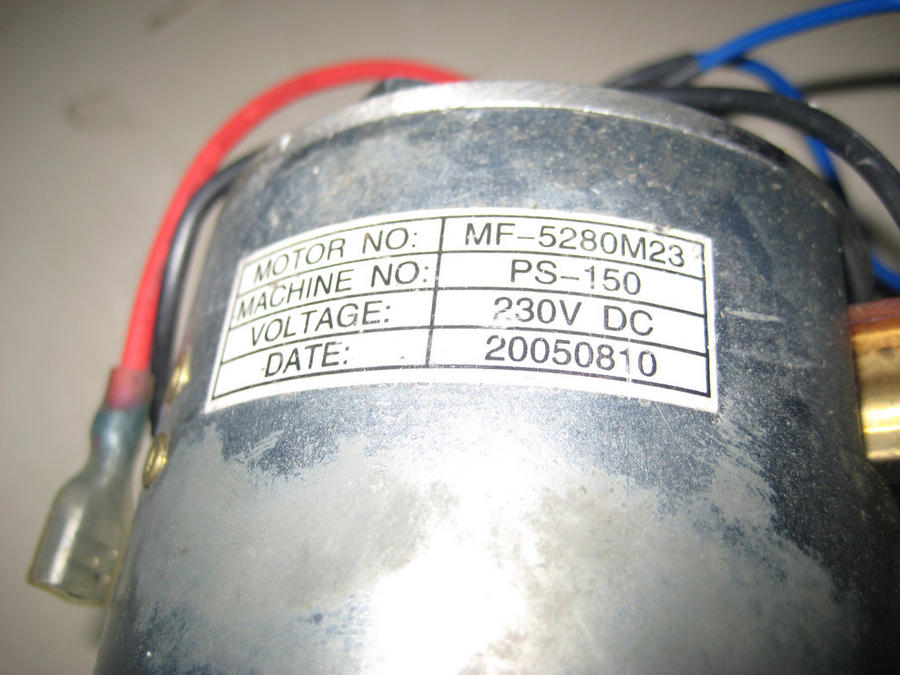 MOTOR NO: MF-5280M23
MACHINE NO: PS-150
VOLTAGE: 230V DC
DATE: 20050810